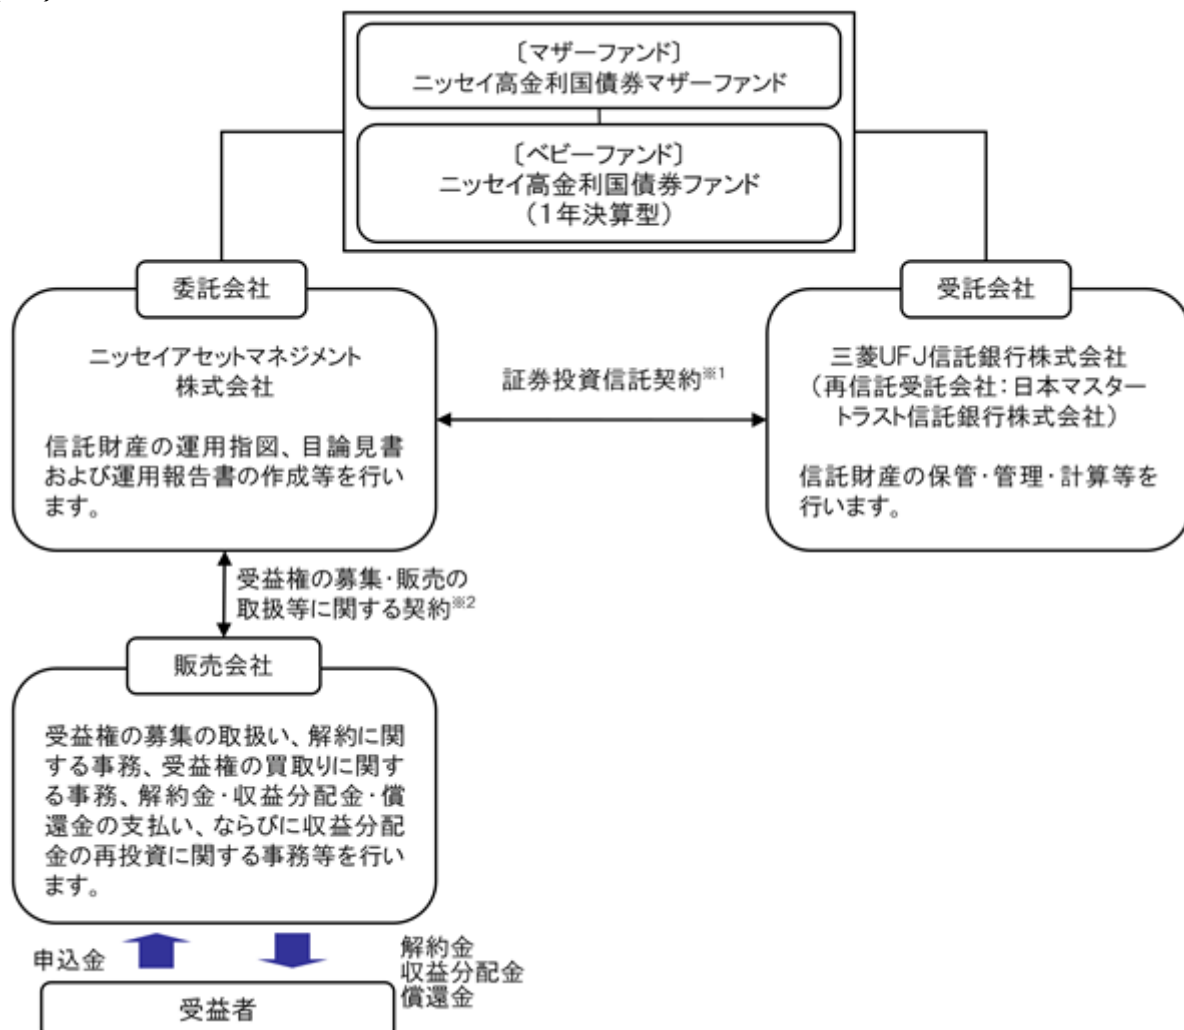 〔マザーファンド〕
ニッセイ高金利国債券マザーファンド
〔ベビーファンド〕
ニッセイ高金利国債券ファンド
（1年決算型）
委託会社
ニッセイアセットマネジメント
株式会社
信託財産の運用指図、目論見書
および運用報告書の作成等を行い
ます。
証券投資信託契約※1
受託会社
三菱UFJ信託銀行株式会社
（再信託受託会社：日本マスター
トラスト信託銀行株式会社）
信託財産の保管・管理・計算等を
行います。
受益権の募集・販売の
取扱等に関する契約※2
販売会社
受益権の募集の取扱い、解約に関
する事務、受益権の買取りに関す
る事務、解約金・収益分配金・償
還金の支払い、ならびに収益分配
金の再投資に関する事務等を行い
ます。
申込金
解約金
収益分配金
償還金
受益者